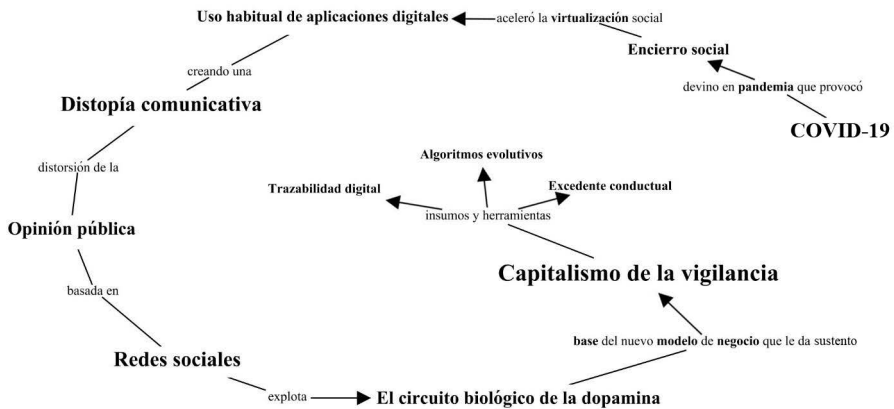 Uso habitual de aplicaciones digitales
aceleró la virtualización social
Encierro social
creando una
devino en pandemia que provocó
Distopía comunicativa
COVID-19
Algoritmos evolutivos
distorsión de la
Trazabilidad digital
Excedente conductual
insumos y herramientas
Opinión pública
Capitalismo de la vigilancia
basada en
base del nuevo modelo de negocio que le da sustento
Redes sociales
explota
El circuito biológico de la dopamina